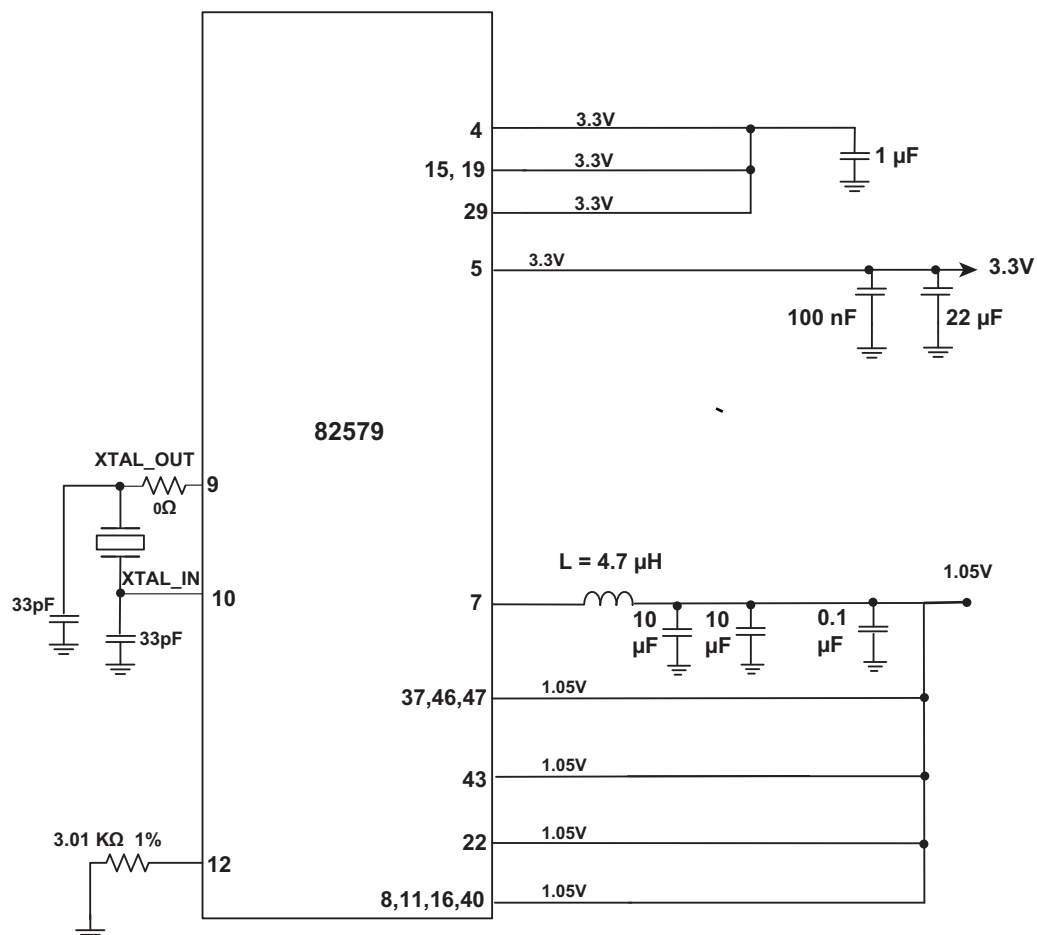 4
3.3V
1 µF
15, 19
3.3V
29
3.3V
5
3.3V
3.3V
100 nF
22 µF
82579
XTAL_OUT
9
0Ω
XTAL_IN
10
33pF
33pF
L = 4.7 µH
1.05V
7
10
µF
10
µF
0.1
µF
37,46,47
1.05V
43
1.05V
22
1.05V
3.01 KΩ 1%
12
8,11,16,40
1.05V